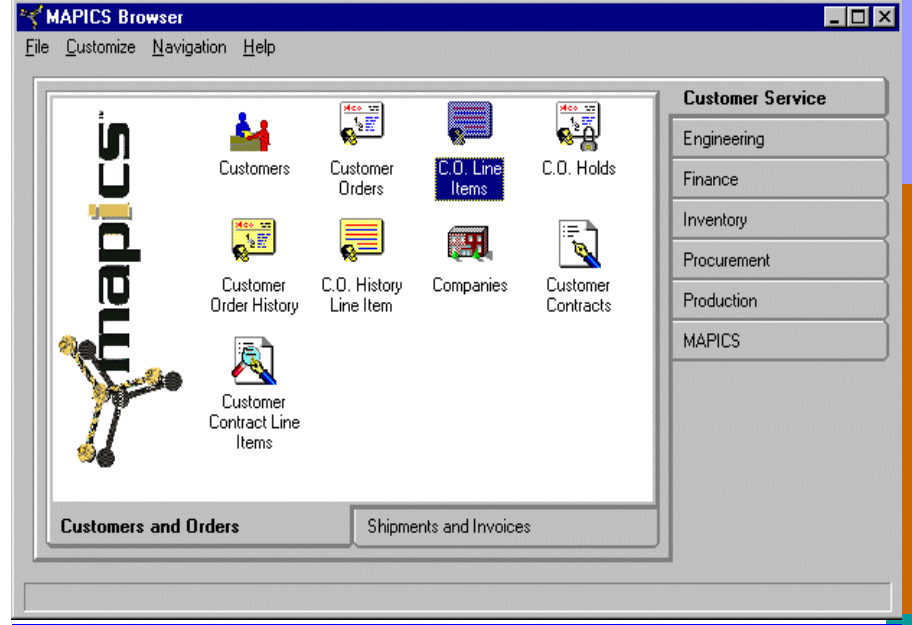 MAPICS Browser
File Customize Navigation Help
mapics
Customers
Customer
Orders
C.O. Line
Items
C.O. Holds
Customer
Order History
C.O. History
Line Item
Companies
Customer
Contracts
Customer
Contract Line
Items
Customers and Orders
Shipments and Invoices
Customer Service
Engineering
Finance
Inventory
Procurement
Production
MAPICS